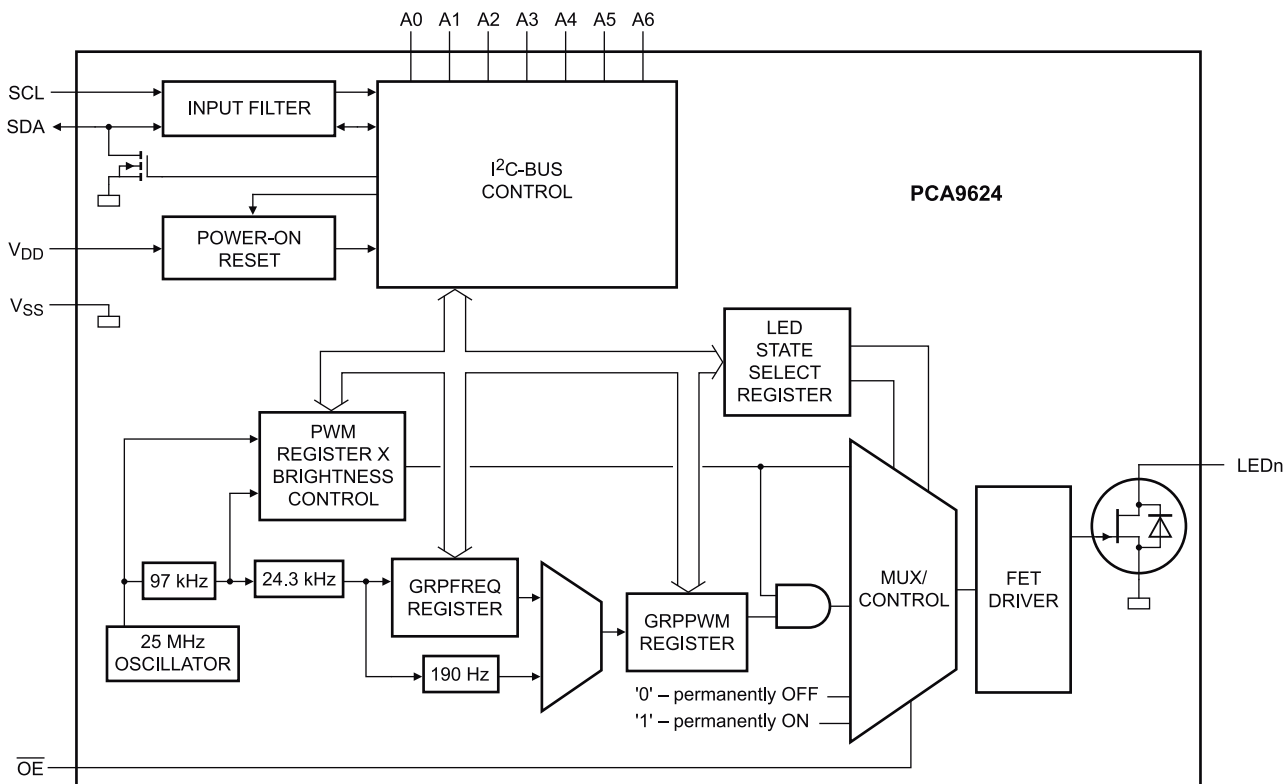 A0 A1 A2 A3 A4 A5 A6
SCL
SDA
INPUT FILTER
I²C-BUS
CONTROL
PCA9624
VDD
POWER-ON
RESET
VSS
LED
STATE
SELECT
REGISTER
PWM
REGISTER X
BRIGHTNESS
CONTROL
LEDn
97 kHz
24.3 kHz
GRPFREQ
REGISTER
MUX/
CONTROL
FET
DRIVER
GRPPWM
REGISTER
25 MHz
OSCILLATOR
190 Hz
'0' – permanently OFF
'1' – permanently ON
OE